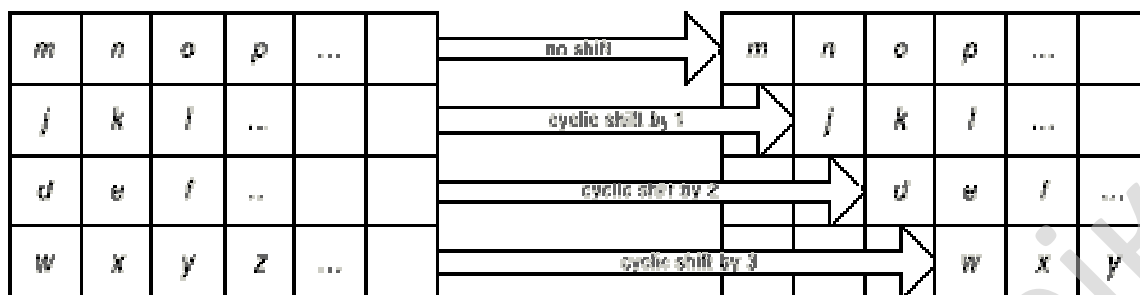 m n o p ... no shift m n o p ...
j k l ... cyclic shift by 1 j k l ...
d e f .. cyclic shift by 2 d e f ...
w x y z ... cyclic shift by 3 w x y